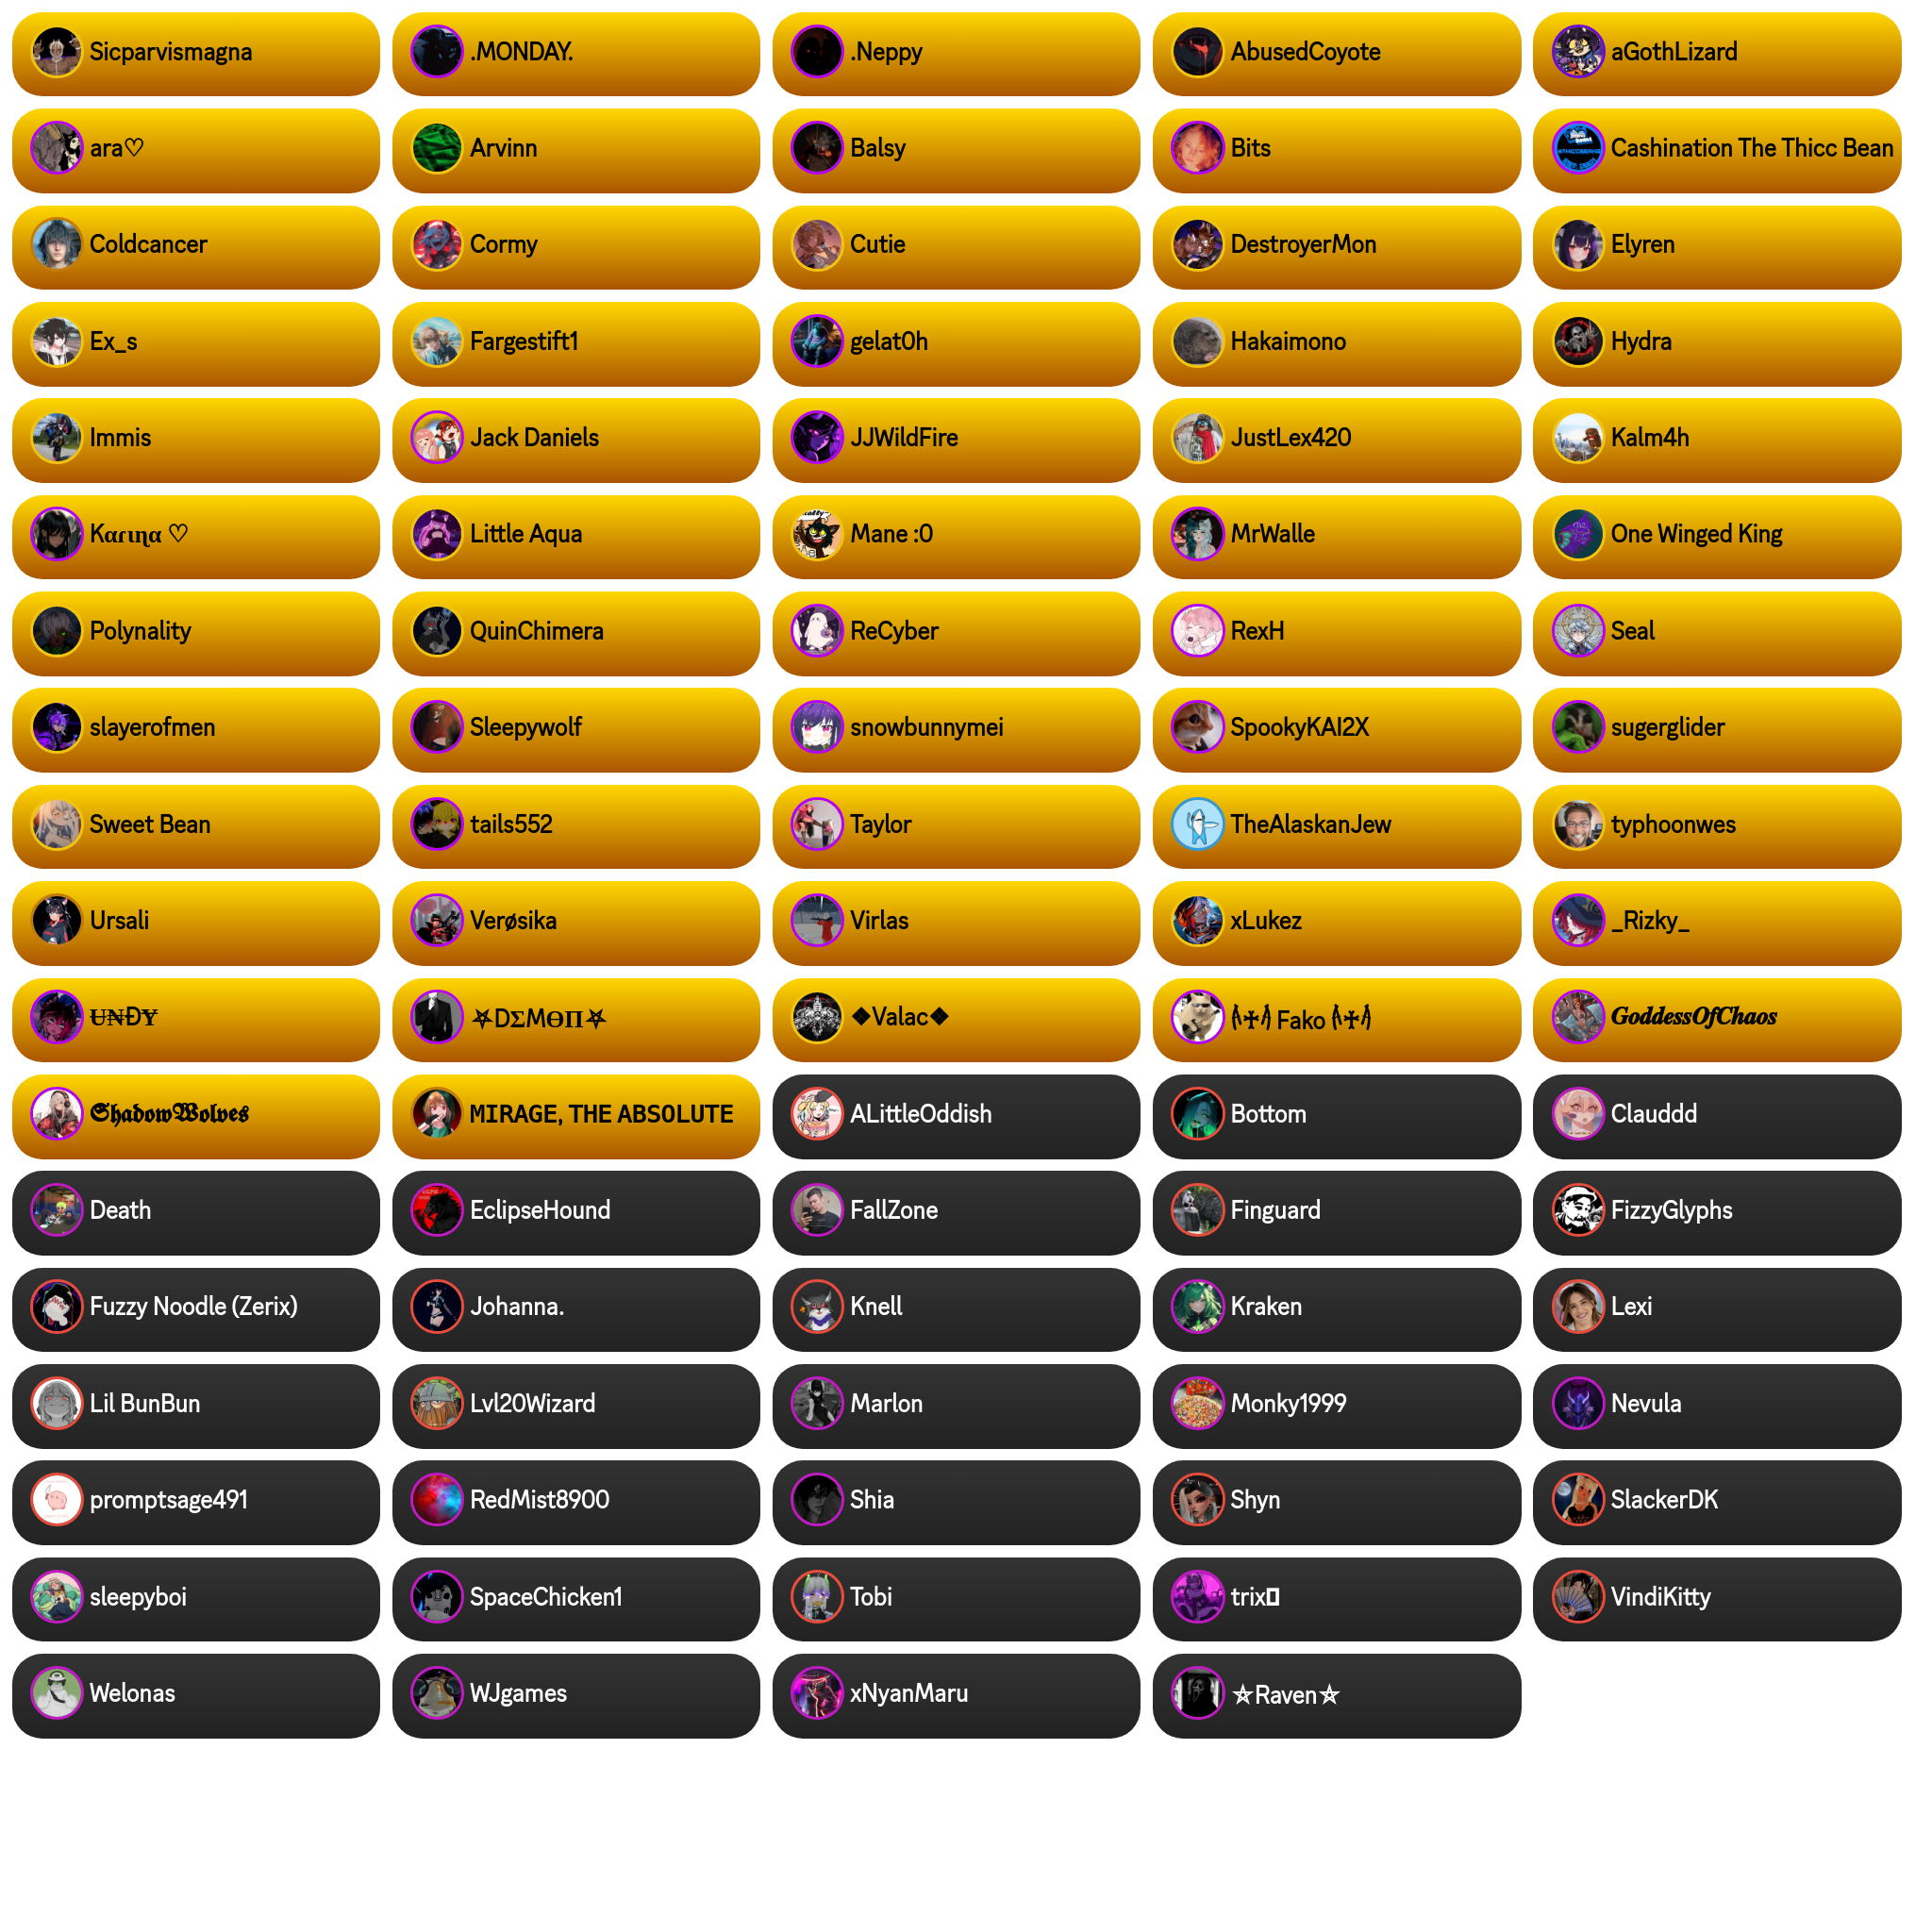 Sicparvismagna
.MONDAY.
.Neppy
AbusedCoyote
aGothLizard
ara♡
Arvinn
Balsy
Bits
Cashination The Thicc Bean
Coldcancer
Cormy
Cutie
DestroyerMon
Elyren
Ex_s
Fargestift1
gelat0h
Hakaimono
Hydra
Immis
Jack Daniels
JJWildFire
JustLex420
Kalm4h
Kαɾιηα ♡
Little Aqua
Mane :0
MrWalle
One Winged King
Polynality
QuinChimera
ReCyber
RexH
Seal
slayerofmen
Sleepywolf
snowbunnymei
SpookyKAI2X
sugerglider
Sweet Bean
tails552
Taylor
TheAlaskanJew
typhoonwes
Ursali
Verøsika
Virlas
xLukez
_Rizky_
ɄNĐɎ
⛧DΣMӨП⛧
❖Valac❖
Fako
𝑮𝒐𝒅𝒅𝒆𝒔𝒔𝑶𝒇𝑪𝒉𝒂𝒐𝒔
𝕾𝖍𝖆𝖉𝖔𝖜𝖂𝖔𝖑𝖛𝖊𝖘
MIRAGE, THE ABSOLUTE
ALittleOddish
Bottom
Clauddd
Death
EclipseHound
FallZone
Finguard
FizzyGlyphs
Fuzzy Noodle (Zerix)
Johanna.
Knell
Kraken
Lexi
Lil BunBun
Lvl20Wizard
Marlon
Monky1999
Nevula
promptsage491
RedMist8900
Shia
Shyn
SlackerDK
sleepyboi
SpaceChicken1
Tobi
trix
VindiKitty
Welonas
WJgames
xNyanMaru
⛤Raven⛤